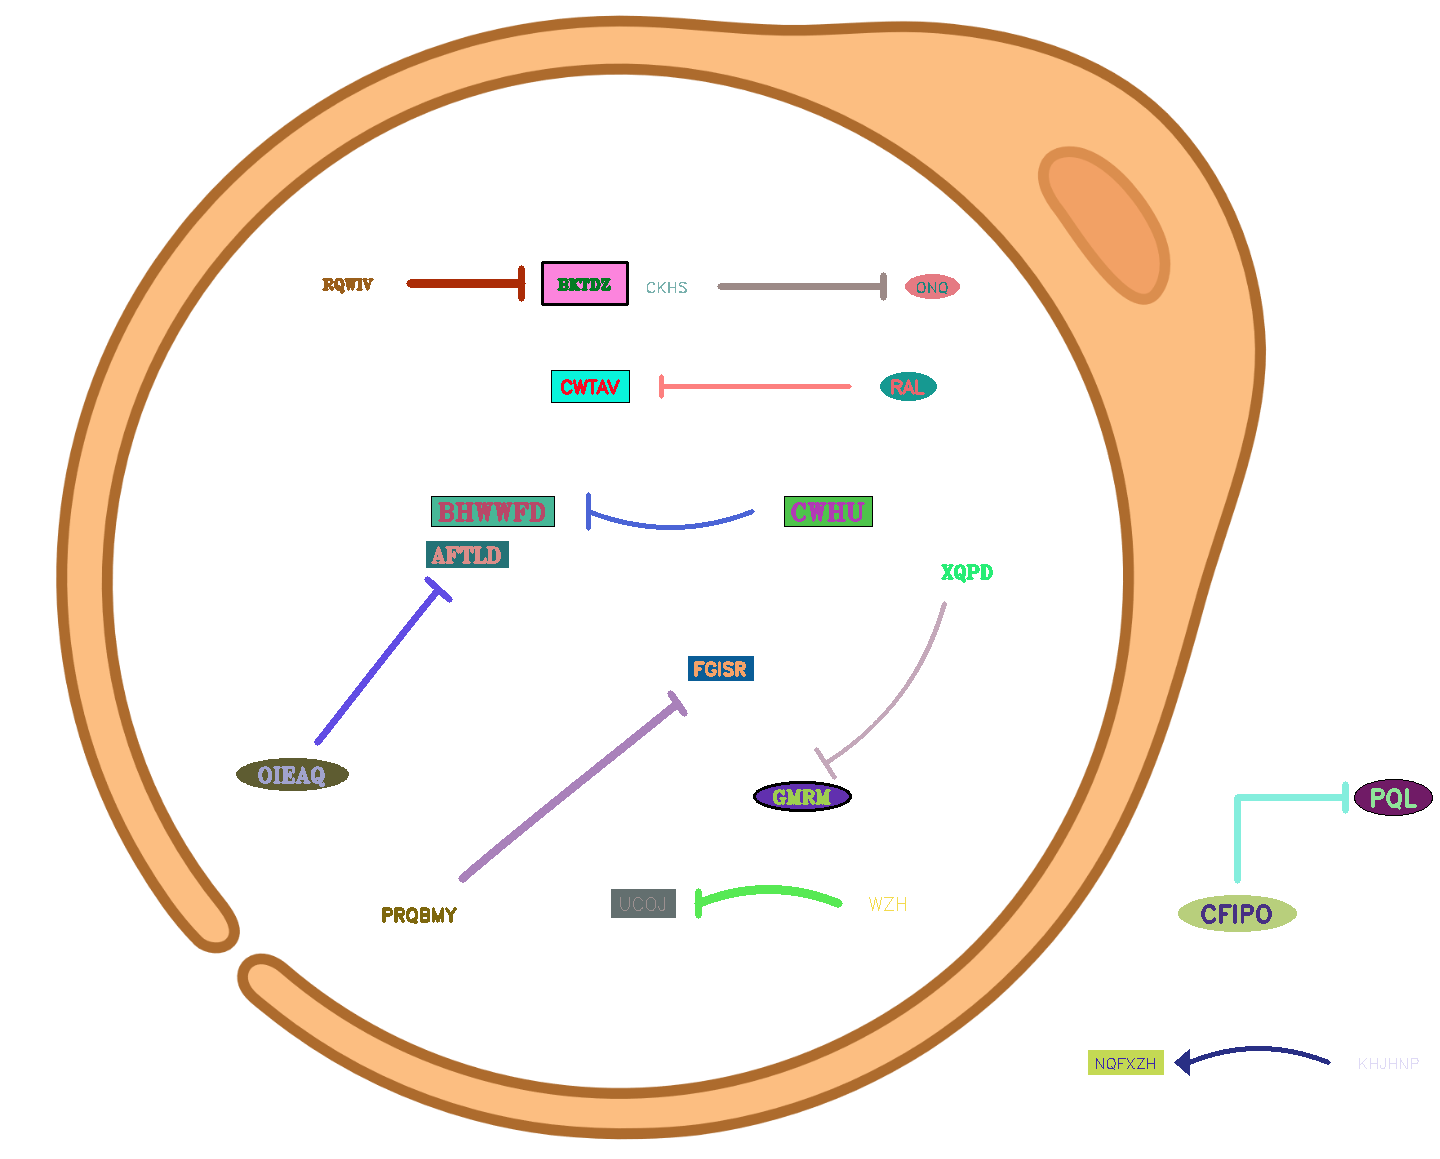 RQWIV
BKTDZ
CKHS
ONQ
CWTAV
RAL
BHWWFD
CWHU
AFTLD
XQPD
FGISR
OIEAQ
GMRM
PQL
UCOJ
WZH
PRQBMY
CFIPO
NQFXZH
KHJHNP